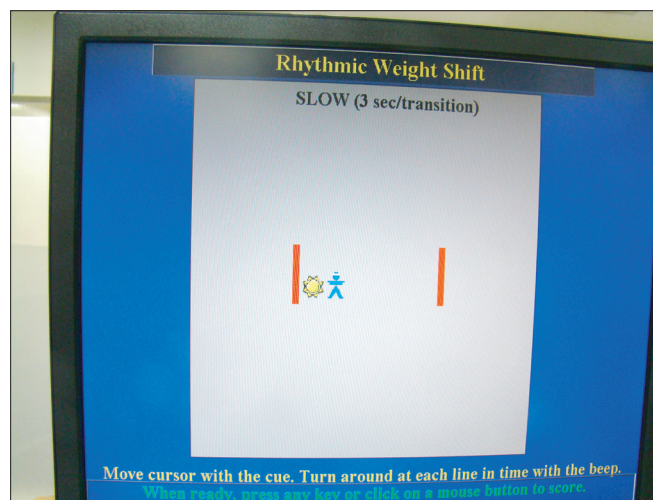 Rhythmic Weight Shift
SLOW (3 sec/transition)
Move cursor with the cue. Turn around at each line in time with the beep.
When ready, press any key or click on a mouse button to score.